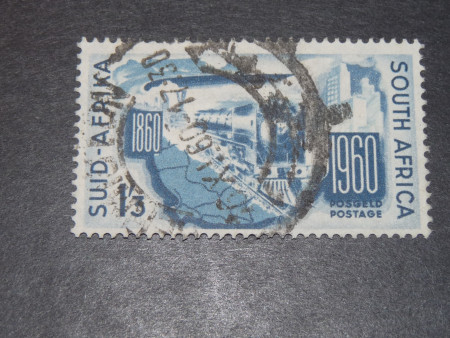 SUID-AFRIKA
1860
1/3
1960
POSGELD
POSTAGE
SOUTH AFRICA